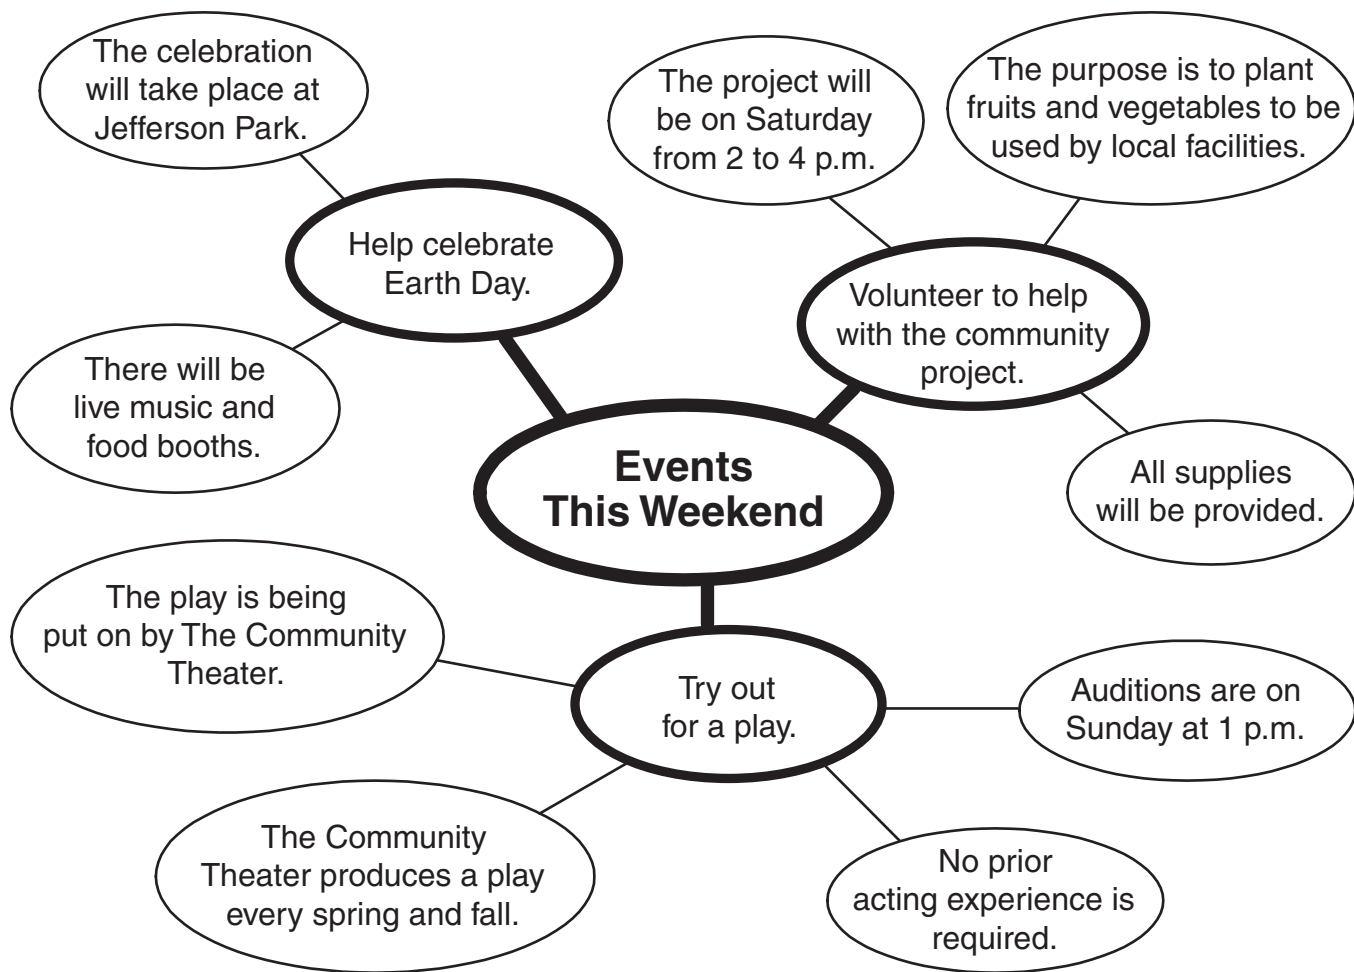 The celebration
will take place at
Jefferson Park.
The project will
be on Saturday
from 2 to 4 p.m.
The purpose is to plant
fruits and vegetables to be
used by local facilities.
Help celebrate
Earth Day.
Volunteer to help
with the community
project.
There will be
live music and
food booths.
Events
This Weekend
All supplies
will be provided.
The play is being
put on by The Community
Theater.
Try out
for a play.
Auditions are on
Sunday at 1 p.m.
The Community
Theater produces a play
every spring and fall.
No prior
acting experience is
required.